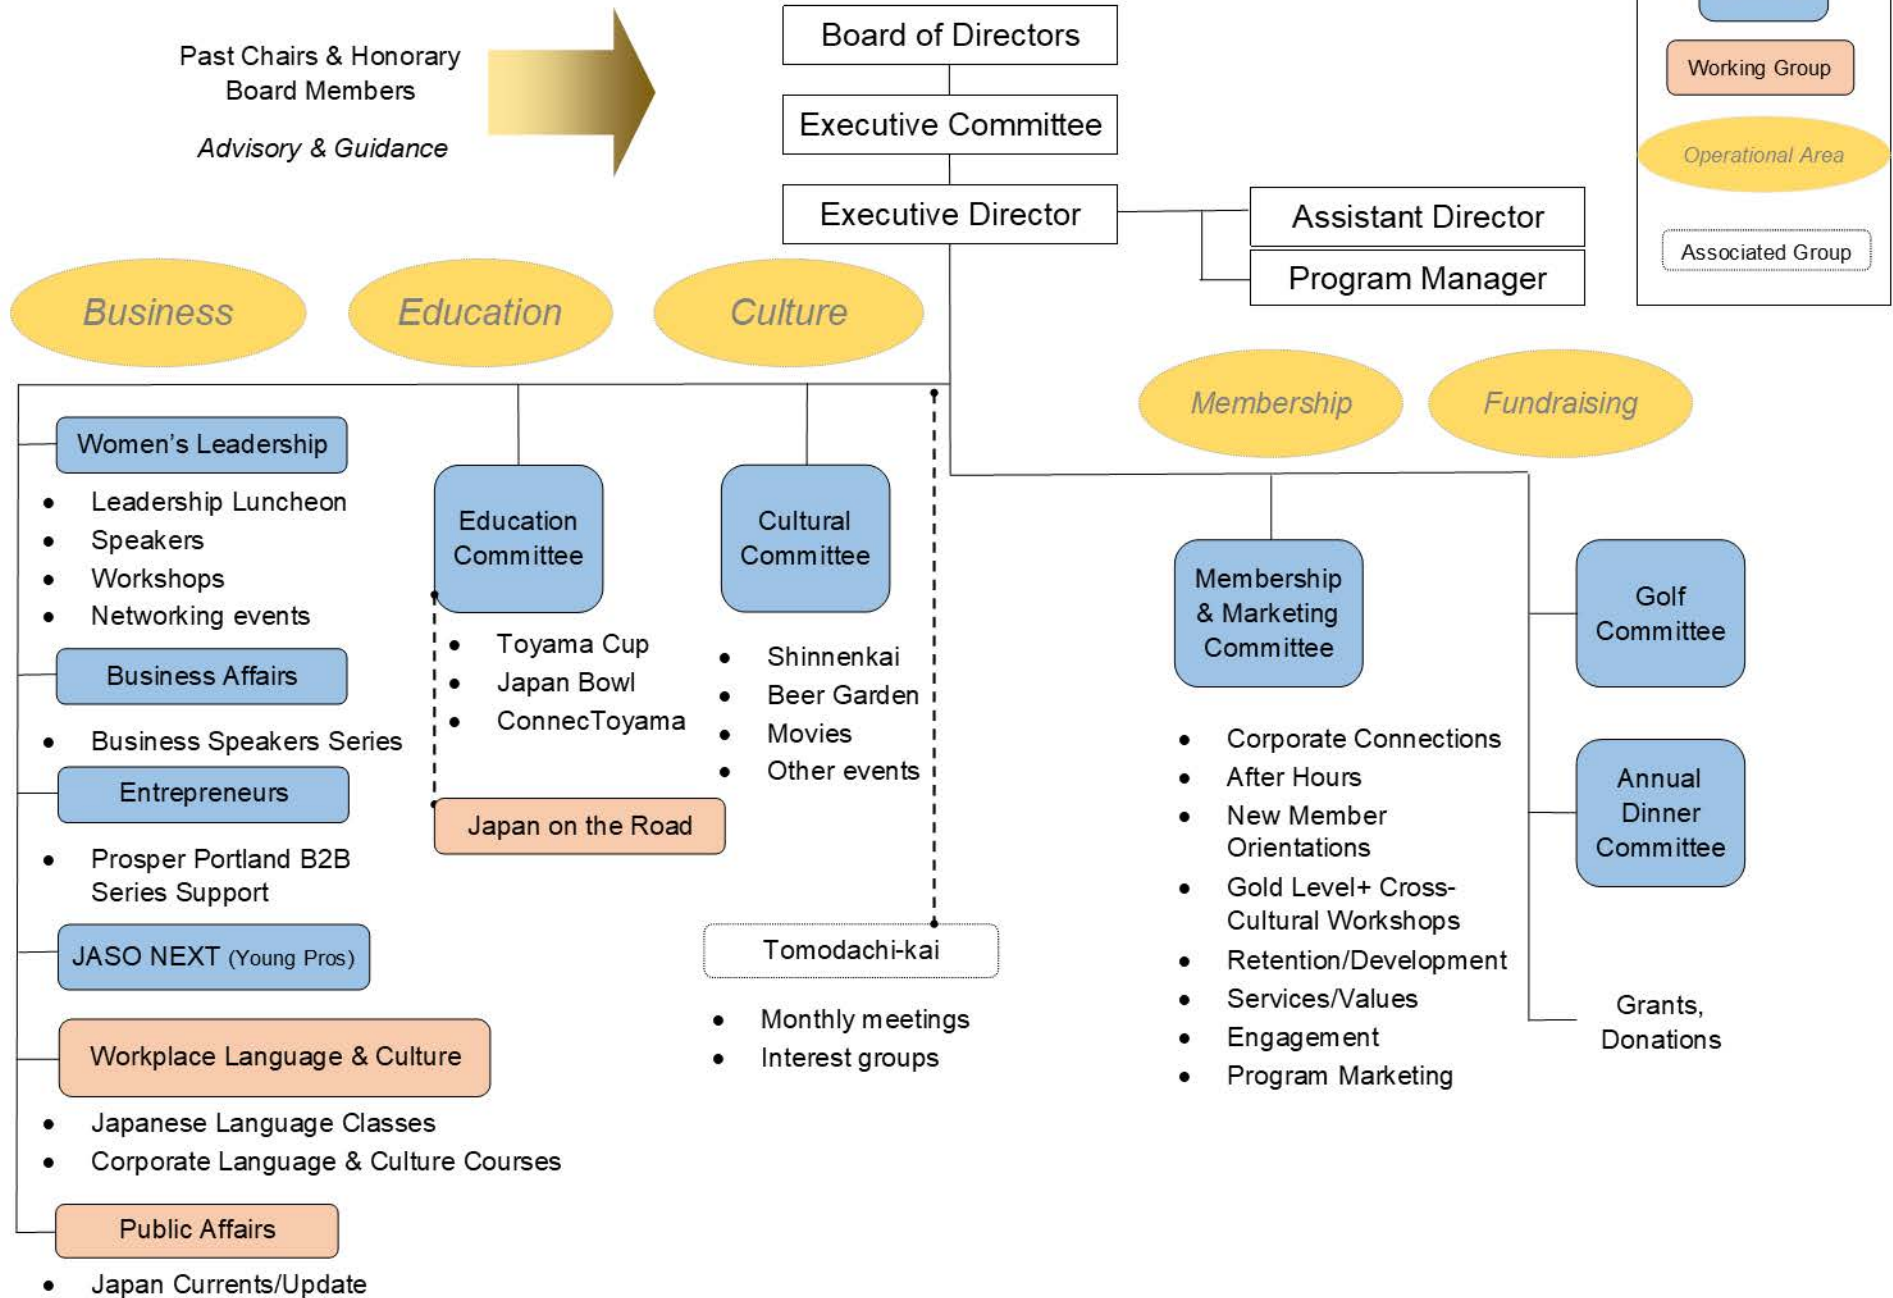 Past Chairs & Honorary
Board Members
Advisory & Guidance
Board of Directors
Executive Committee
Executive Director
Assistant Director
Program Manager
Working Group
Operational Area
Associated Group
Business
Education
Culture
Membership
Fundraising
Women's Leadership
• Leadership Luncheon
• Speakers
• Workshops
• Networking events
Business Affairs
• Business Speakers Series
Entrepreneurs
• Prosper Portland B2B
Series Support
JASO NEXT (Young Pros)
Workplace Language & Culture
• Japanese Language Classes
• Corporate Language & Culture Courses
Public Affairs
• Japan Currents/Update
Education
Committee
• Toyama Cup
• Japan Bowl
• ConnecToyama
Japan on the Road
Cultural
Committee
• Shinnenkai
• Beer Garden
• Movies
• Other events
Tomodachi-kai
• Monthly meetings
• Interest groups
Membership
& Marketing
Committee
• Corporate Connections
• After Hours
• New Member
Orientations
• Gold Level+ Cross-
Cultural Workshops
• Retention/Development
• Services/Values
• Engagement
• Program Marketing
Golf
Committee
Annual
Dinner
Committee
Grants,
Donations